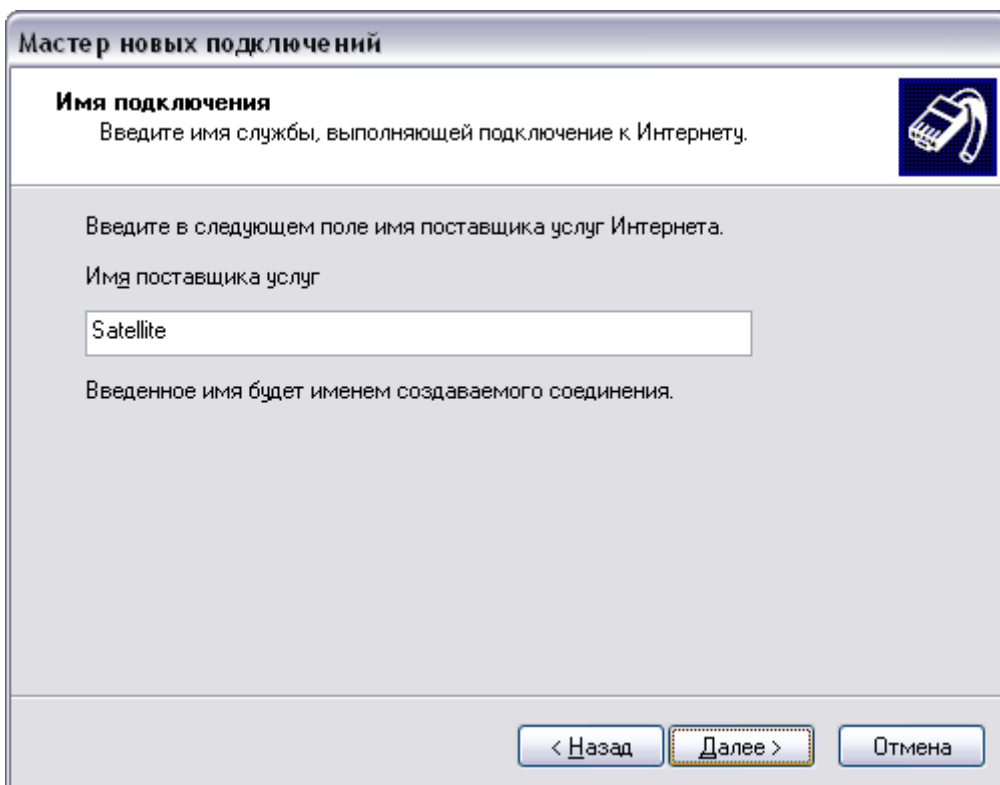 Мастер новых подключений
Имя подключения
Введите имя службы, выполняющей подключение к Интернету.
Введите в следующем поле имя поставщика услуг Интернета.
Имя поставщика услуг
Satellite
Введенное имя будет именем создаваемого соединения.
< Назад Далее > Отмена